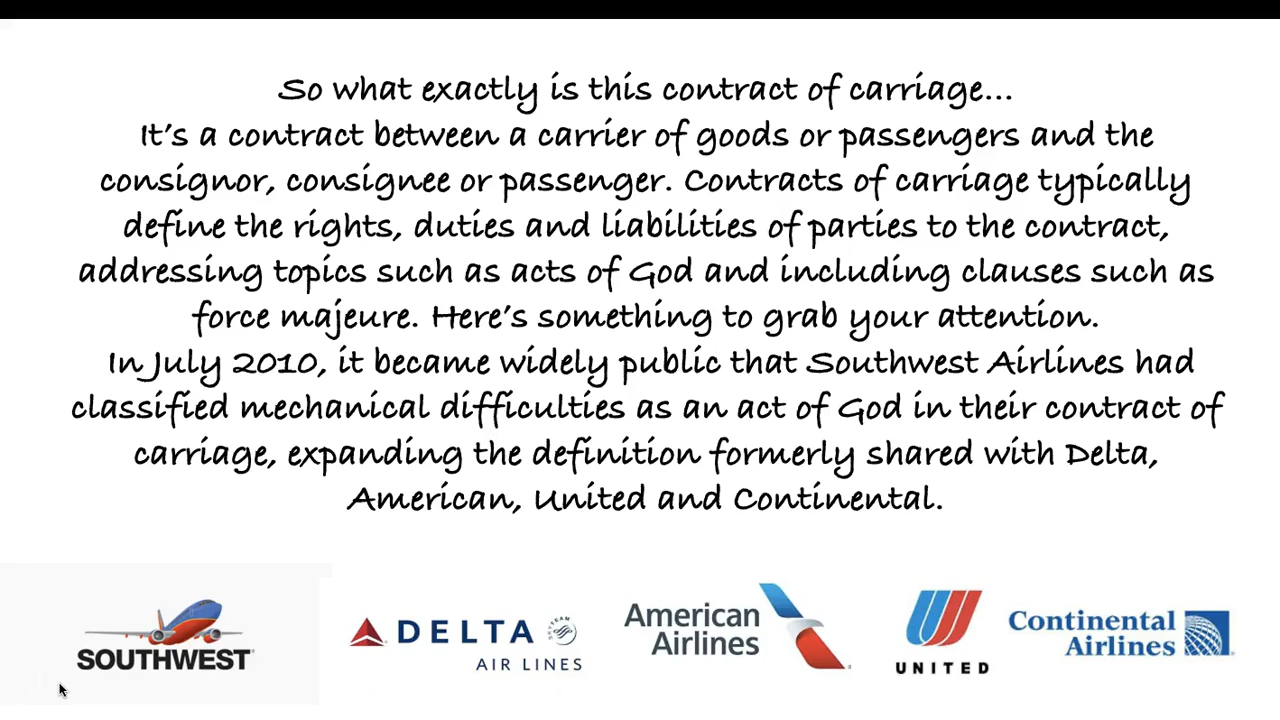 So what exactly is this contract of carriage...
It's a contract between a carrier of goods or passengers and the
consignor, consignee or passenger. Contracts of carriage typically
define the rights, duties and liabilities of parties to the contract,
addressing topics such as acts of God and including clauses such as
force majeure. Here's something to grab your attention.
In July 2010, it became widely public that Southwest Airlines had
classified mechanical difficulties as an act of God in their contract of
carriage, expanding the definition formerly shared with Delta,
American, United and Continental.
SOUTHWEST
DELTA
AIR LINES
SKYTEAM
American
Airlines
UNITED
Continental
Airlines